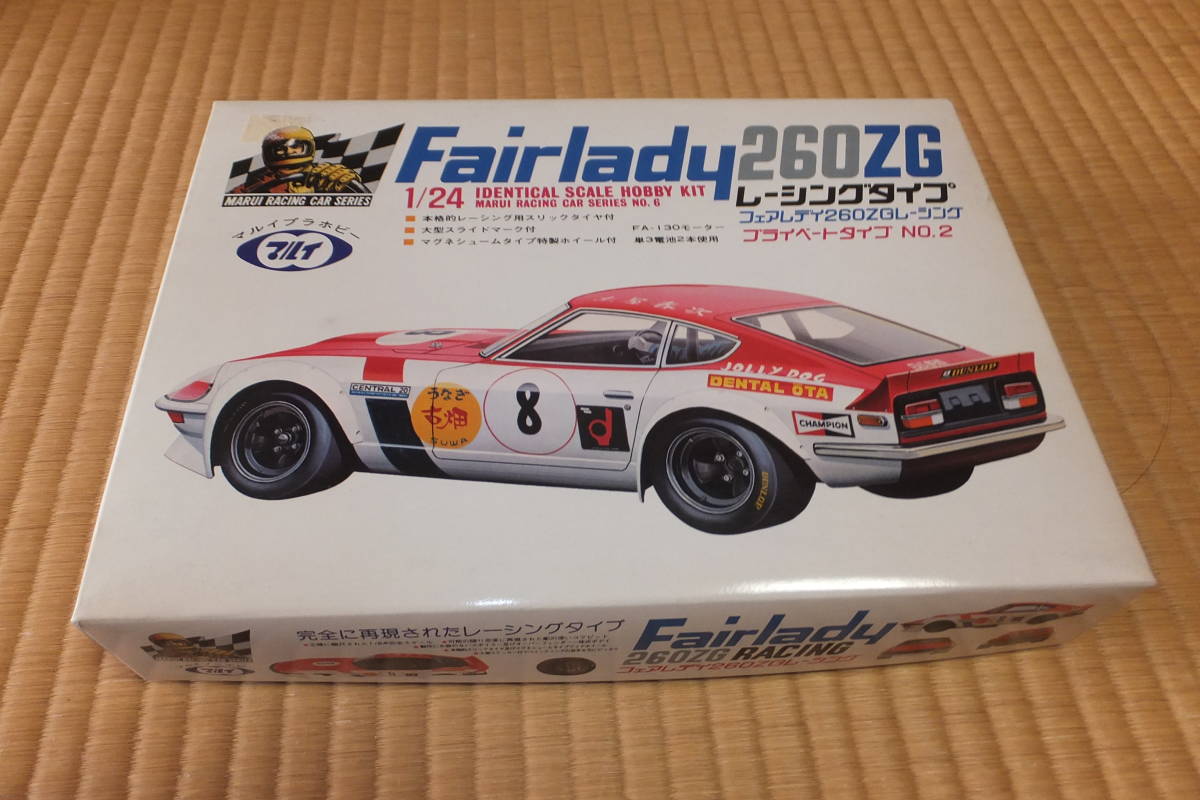 Fairlady 260ZG
1/24 IDENTICAL SCALE HOBBY KIT
MARUI RACING CAR SERIES NO. 6
レーシングタイプ
フェアレディ260ZGレーシング
プライベートタイプ NO.2
MARUI RACING CAR SERIES
マルイプラホビー
マルイ
本格的レーシング用スリックタイヤ付
大型スライドマーク付 FA-130モーター
マグネシュームタイプ特製ホイール付 単3電池2本使用
8
JOLLY DOG
DENTAL OTA
DUNLOP
CENTRAL 20
うなぎ
古畑
SUWA
8
d
CHAMPION
DUNLOP
完全に再現されたレーシングタイプ
Fairlady
260ZG RACING
フェアレディ260ZGレーシング
マルイ